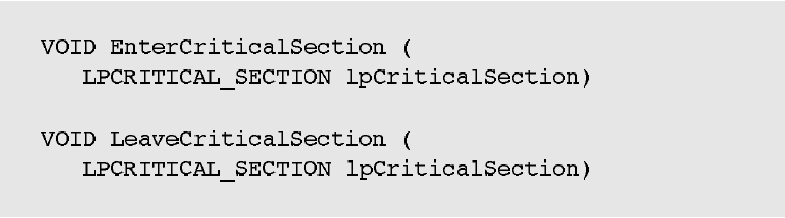 VOID EnterCriticalSection (
LPCRITICAL_SECTION lpCriticalSection)
VOID LeaveCriticalSection (
LPCRITICAL_SECTION lpCriticalSection)